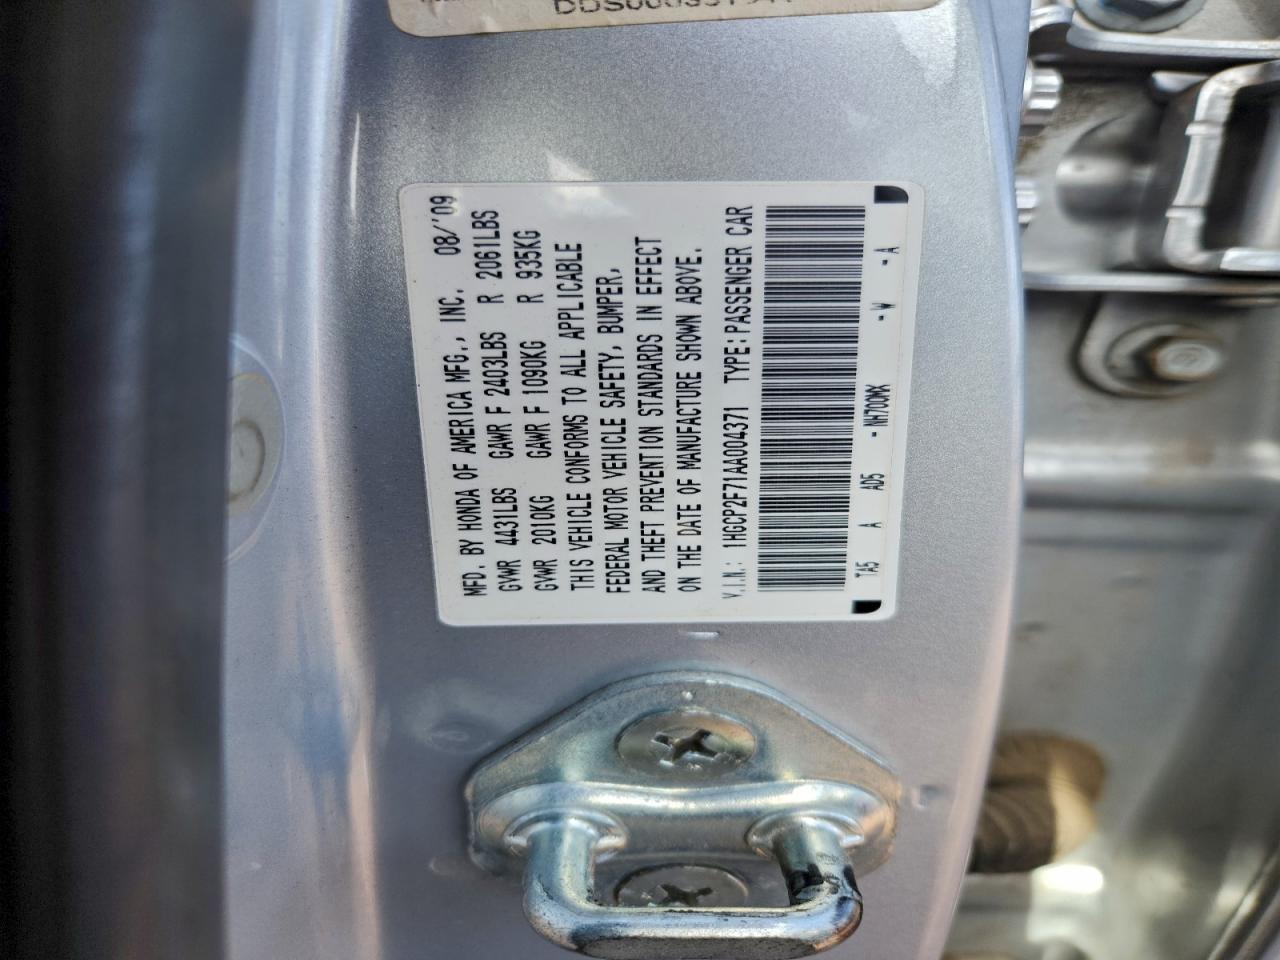 MFD. BY HONDA OF AMERICA MFG., INC. 08/'09
GVWR 4431LBS GAWR F 2403LBS R 2061LBS
GVWR 2010KG GAWR F 1090KG R 935KG
THIS VEHICLE CONFORMS TO ALL APPLICABLE
FEDERAL MOTOR VEHICLE SAFETY, BUMPER,
AND THEFT PREVENTION STANDARDS IN EFFECT
ON THE DATE OF MANUFACTURE SHOWN ABOVE.
V.I.N.: 1HGCP2F71AA004371 TYPE:PASSENGER CAR
TA5 A AD5 -NH700MX -W -A